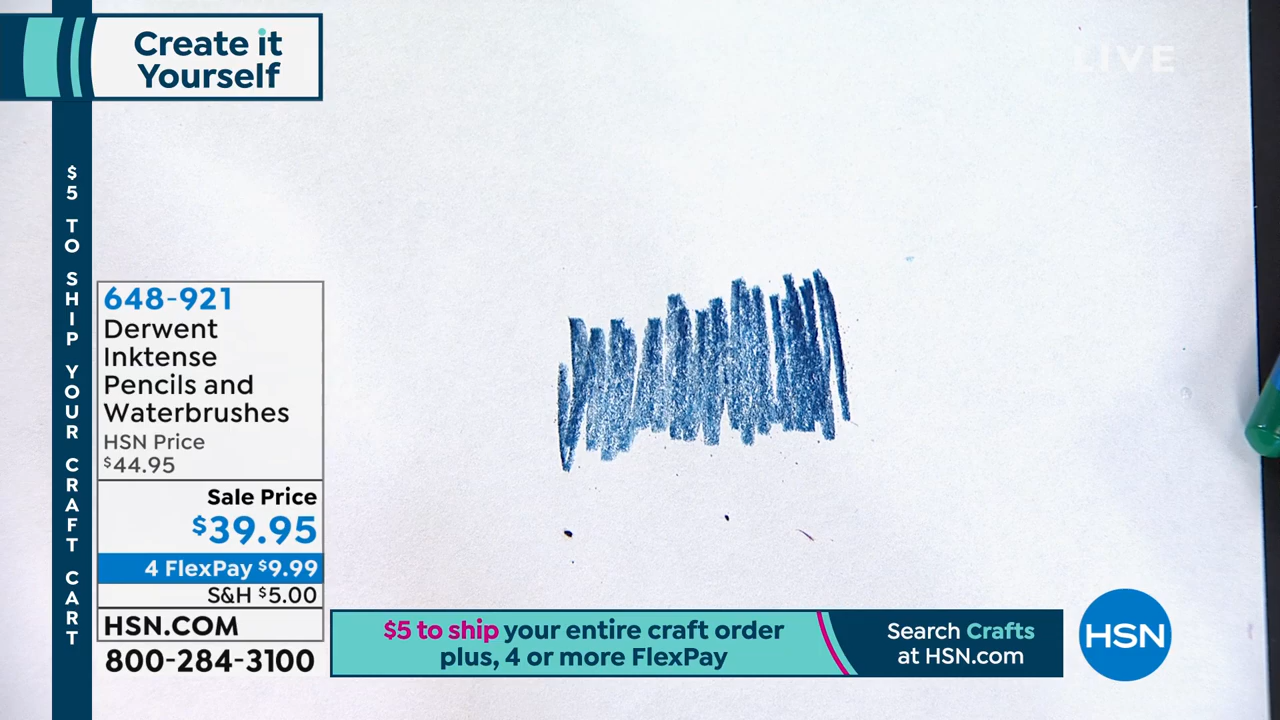 Create it
Yourself
LIVE
$5 TO SHIP YOUR CRAFT CART
648-921
Derwent
Inktense
Pencils and
Waterbrushes
HSN Price
$44.95
Sale Price
$39.95
4 FlexPay $9.99
S&H $5.00
HSN.COM
800-284-3100
$5 to ship your entire craft order
plus, 4 or more FlexPay
Search Crafts
at HSN.com
HSN